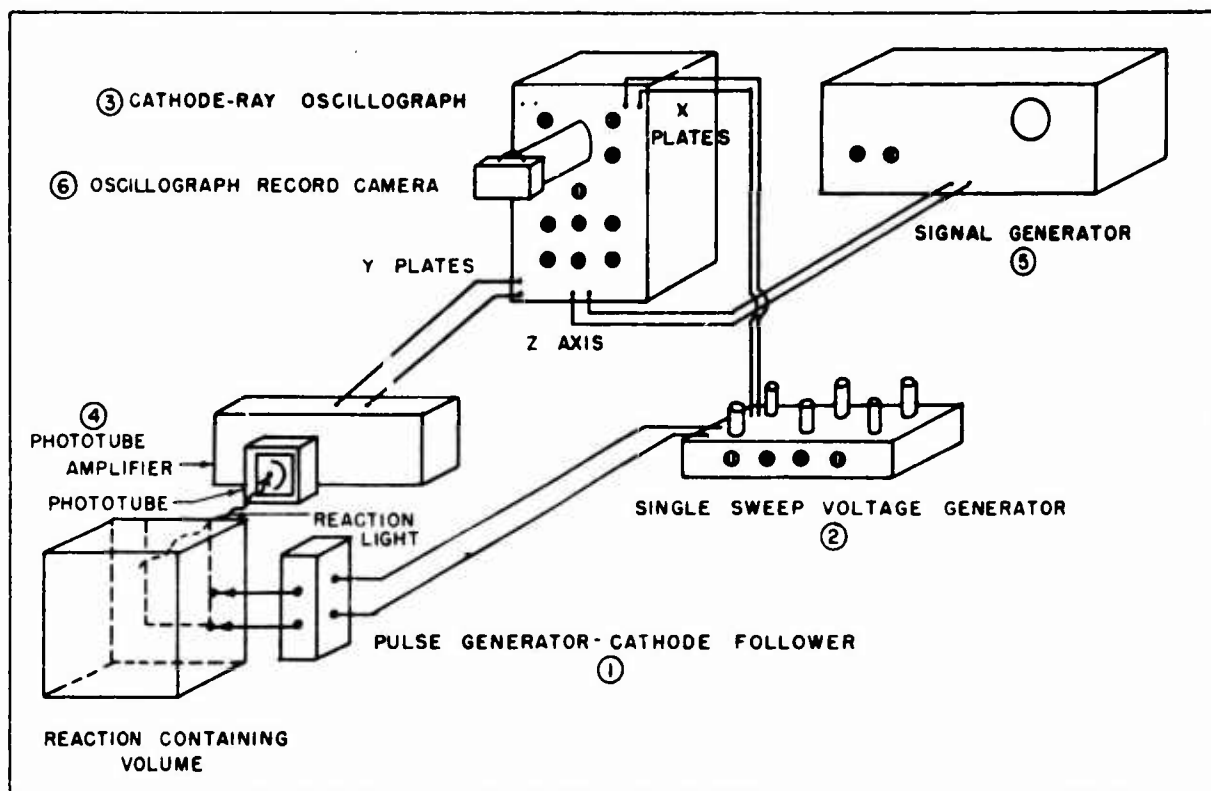 ③ CATHODE-RAY OSCILLOGRAPH
X
PLATES
⑥ OSCILLOGRAPH RECORD CAMERA
SIGNAL GENERATOR
⑤
Y PLATES
Z AXIS
④
PHOTOTUBE
AMPLIFIER
PHOTOTUBE
REACTION
LIGHT
SINGLE SWEEP VOLTAGE GENERATOR
②
PULSE GENERATOR-CATHODE FOLLOWER
①
REACTION CONTAINING
VOLUME